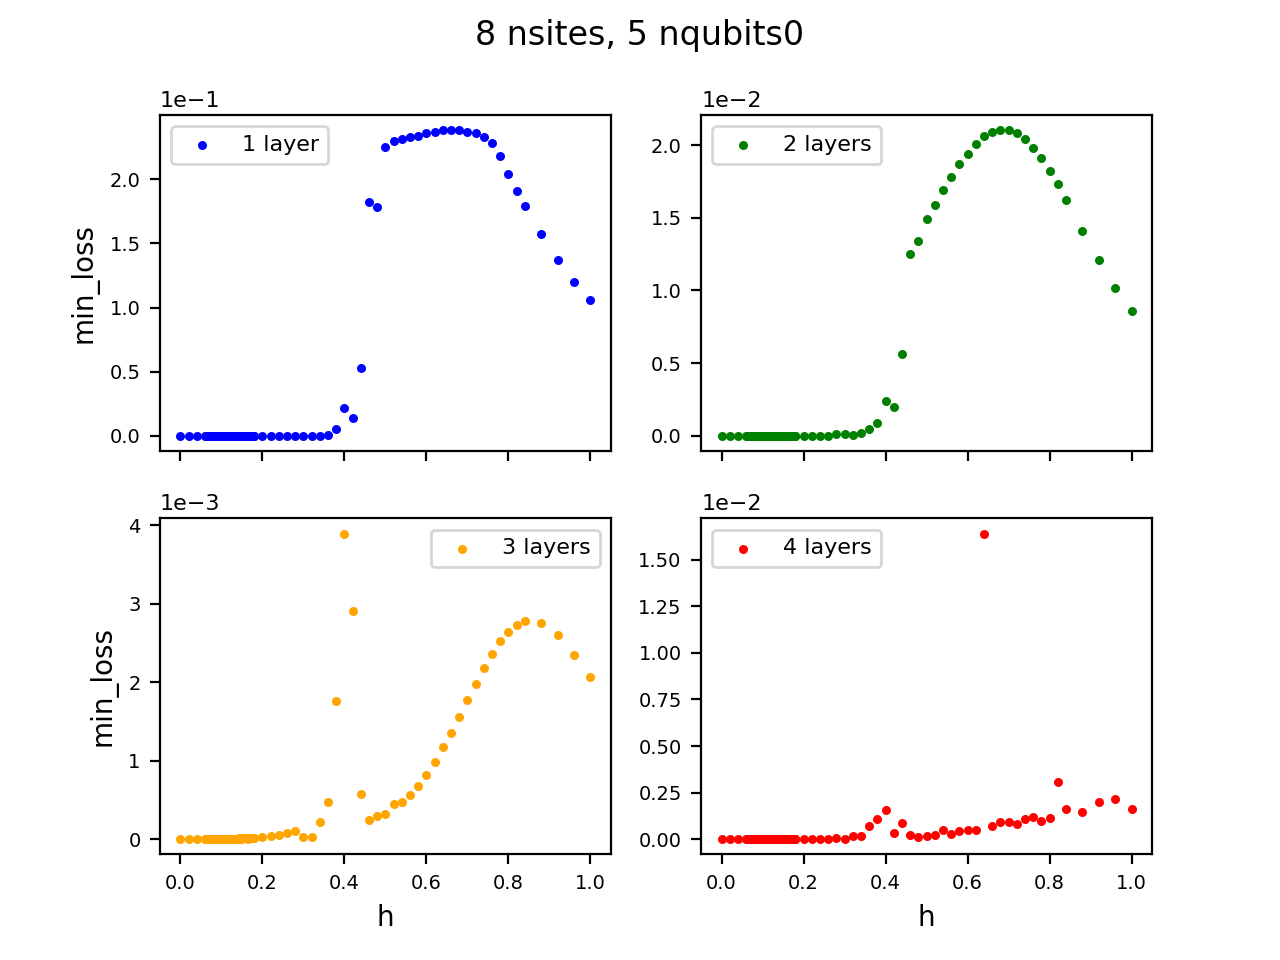 8 nsites, 5 nqubits0
1e−1
1 layer
2.0
1.5
1.0
0.5
0.0
min_loss
1e−2
2 layers
2.0
1.5
1.0
0.5
0.0
1e−3
3 layers
4
3
2
1
0
min_loss
0.0 0.2 0.4 0.6 0.8 1.0
h
1e−2
4 layers
1.50
1.25
1.00
0.75
0.50
0.25
0.00
0.0 0.2 0.4 0.6 0.8 1.0
h